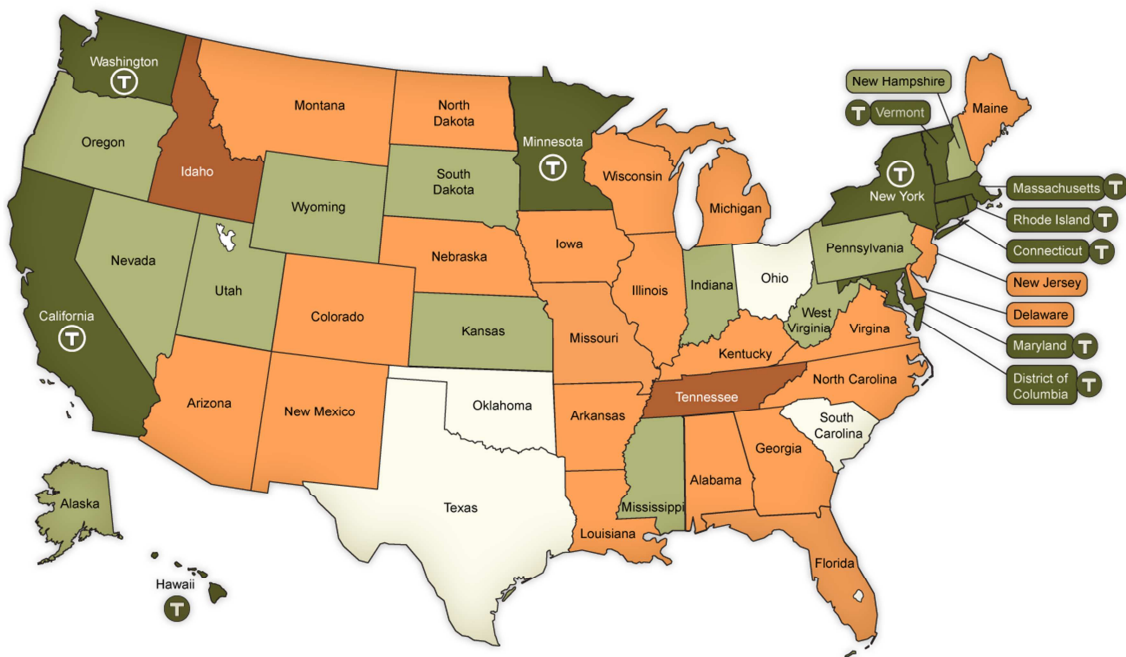 Washington
T
Montana
North
Dakota
Minnesota
T
New Hampshire
T Vermont
Maine
Oregon
Idaho
South
Dakota
Wisconsin
Michigan
T
New York
Massachusetts T
Rhode Island T
Connecticut T
Wyoming
Nevada
Utah
Nebraska
Iowa
Illinois
Indiana
Ohio
Pennsylvania
New Jersey
Delaware
Maryland T
District of
Columbia T
California
T
Colorado
Kansas
Missouri
Kentucky
West
Virginia
Virgina
Arizona
New Mexico
Oklahoma
Arkansas
Tennessee
North Carolina
South
Carolina
Texas
Louisiana
Mississippi
Alabama
Georgia
Florida
Alaska
Hawaii
T